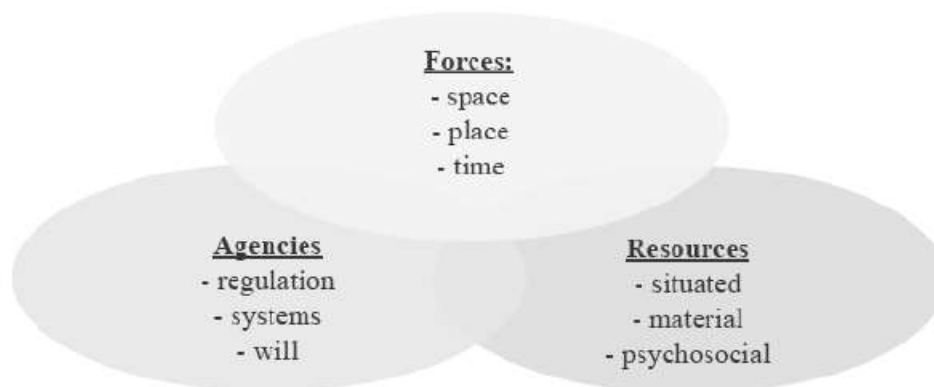 Forces:
- space
- place
- time
Agencies
- regulation
- systems
- will
Resources
- situated
- material
- psychosocial